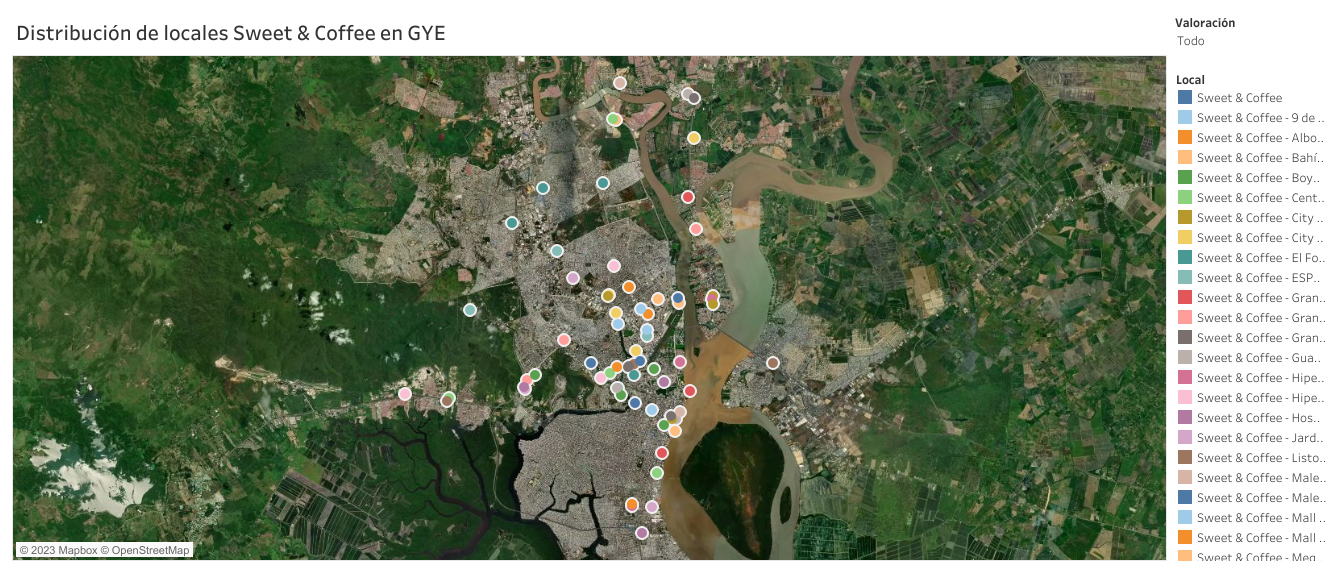 Distribución de locales Sweet & Coffee en GYE
Valoración
Todo
Local
Sweet & Coffee
Sweet & Coffee - 9 de ..
Sweet & Coffee - Albo..
Sweet & Coffee - Bahí..
Sweet & Coffee - Boy..
Sweet & Coffee - Cent..
Sweet & Coffee - City ..
Sweet & Coffee - City ..
Sweet & Coffee - El Fo..
Sweet & Coffee - ESP..
Sweet & Coffee - Gran..
Sweet & Coffee - Gran..
Sweet & Coffee - Gran..
Sweet & Coffee - Gua..
Sweet & Coffee - Hipe..
Sweet & Coffee - Hipe..
Sweet & Coffee - Hos..
Sweet & Coffee - Jard..
Sweet & Coffee - Listo..
Sweet & Coffee - Male..
Sweet & Coffee - Male..
Sweet & Coffee - Mall ..
Sweet & Coffee - Mall ..
Sweet & Coffee - Meg..
© 2023 Mapbox © OpenStreetMap